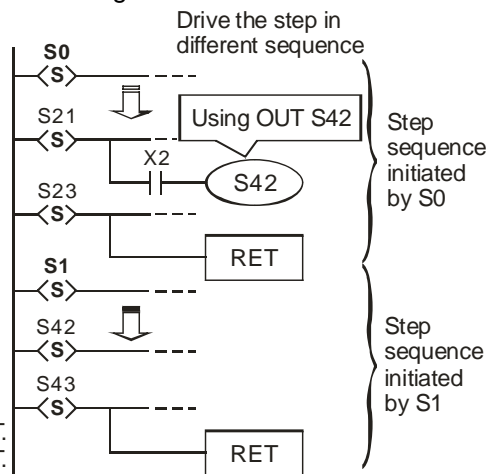 Drive the step in
different sequence
S0
S
S21
S
Using OUT S42
X2
S42
S23
S
RET
Step
sequence
initiated
by S0
S1
S
S42
S
S43
S
RET
Step
sequence
initiated
by S1